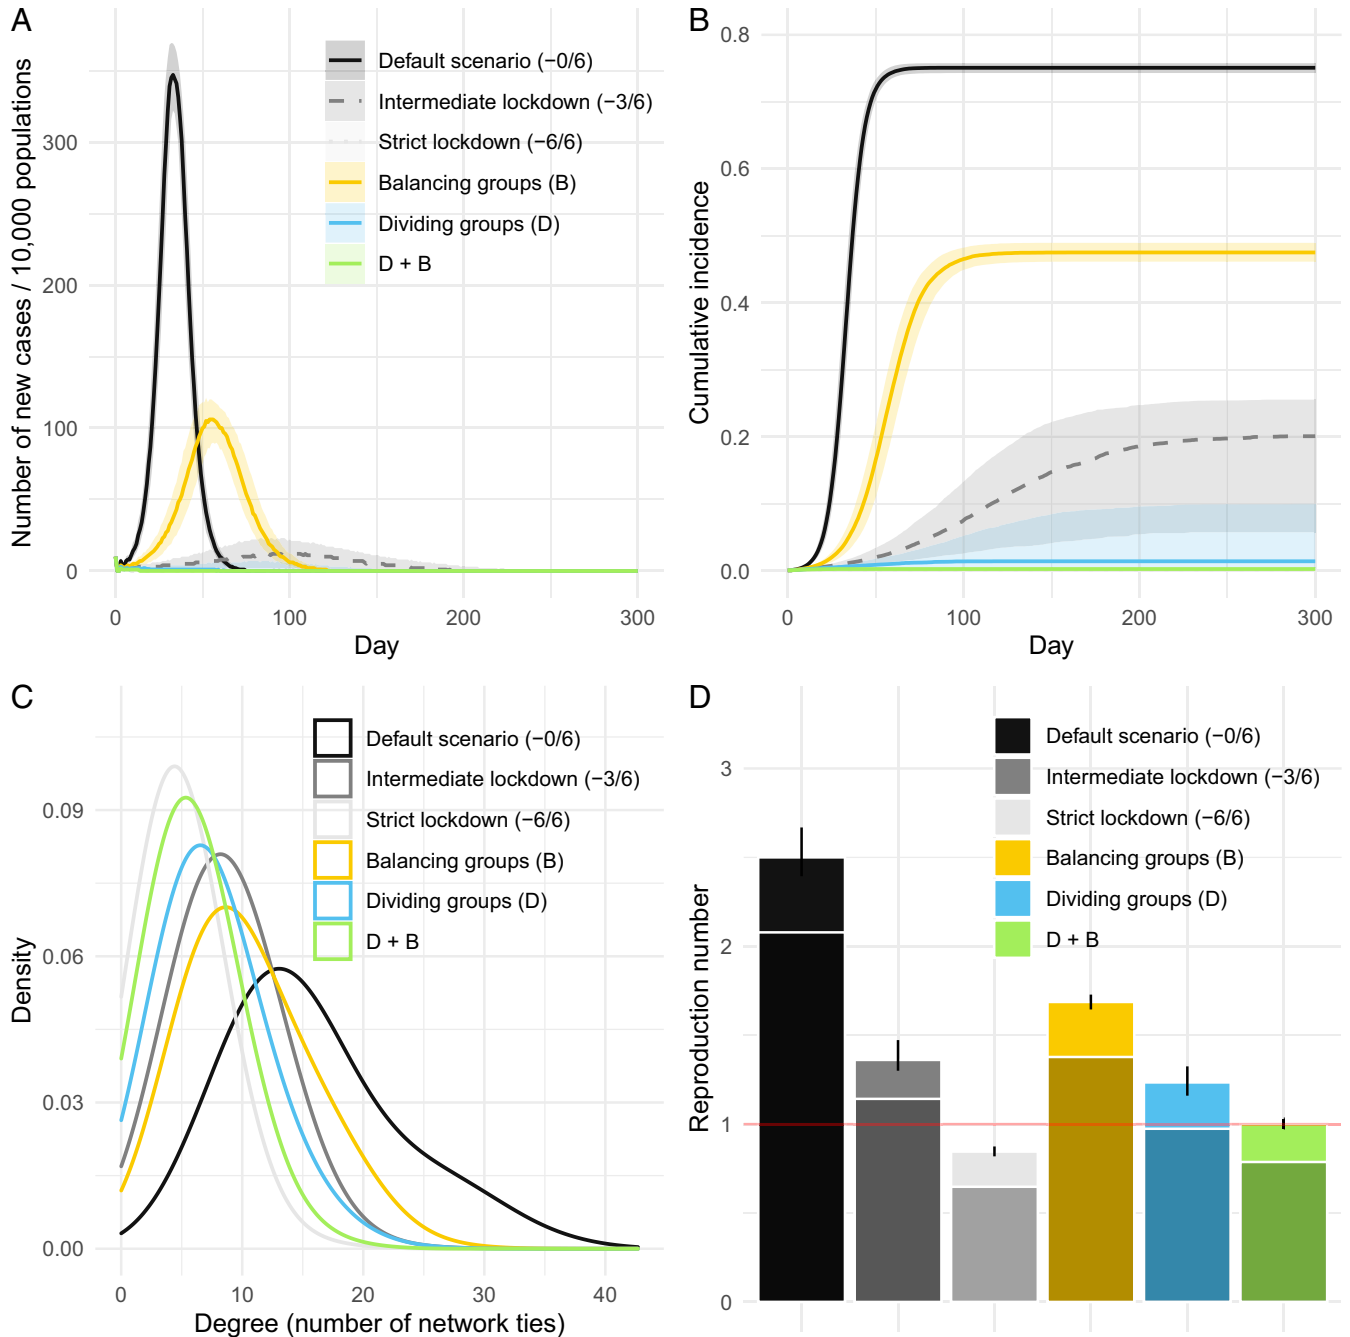 A
Number of new cases / 10,000 populations
300
200
100
0
0
100
200
300
Day
Default scenario (−0/6)
Intermediate lockdown (−3/6)
Strict lockdown (−6/6)
Balancing groups (B)
Dividing groups (D)
D + B
B
Cumulative incidence
0.8
0.6
0.4
0.2
0.0
0
100
200
300
Day
C
Density
0.09
0.06
0.03
0.00
0
10
20
30
40
Degree (number of network ties)
Default scenario (−0/6)
Intermediate lockdown (−3/6)
Strict lockdown (−6/6)
Balancing groups (B)
Dividing groups (D)
D + B
D
Reproduction number
3
2
1
0
Default scenario (−0/6)
Intermediate lockdown (−3/6)
Strict lockdown (−6/6)
Balancing groups (B)
Dividing groups (D)
D + B